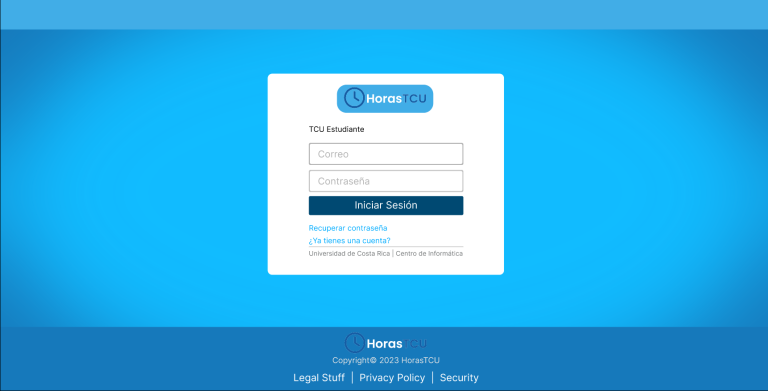 HorasTCU
TCU Estudiante
Correo
Contraseña
Iniciar Sesión
Recuperar contraseña
¿Ya tienes una cuenta?
Universidad de Costa Rica | Centro de Informática
HorasTCU
Copyright© 2023 HorasTCU
Legal Stuff | Privacy Policy | Security